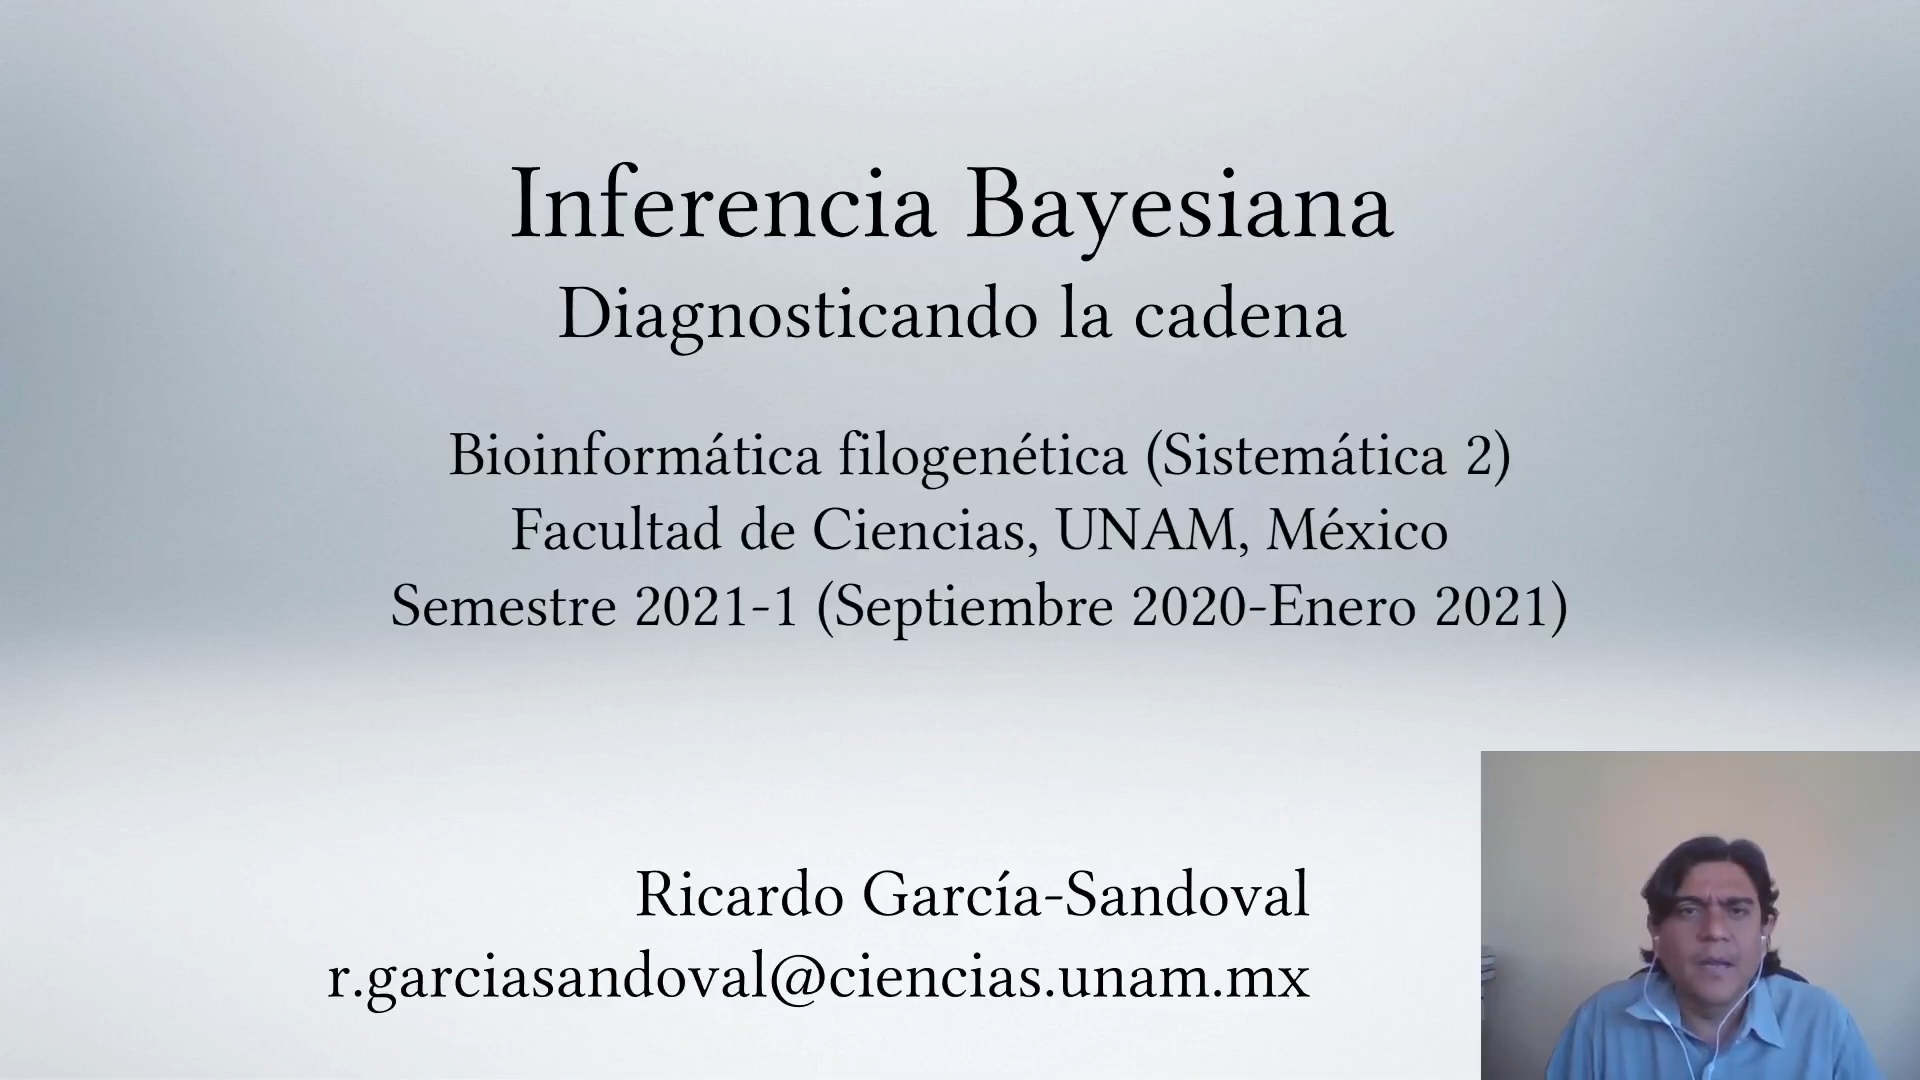 Inferencia Bayesiana
Diagnosticando la cadena
Bioinformática filogenética (Sistemática 2)
Facultad de Ciencias, UNAM, México
Semestre 2021-1 (Septiembre 2020-Enero 2021)
Ricardo García-Sandoval
r.garciasandoval@ciencias.unam.mx